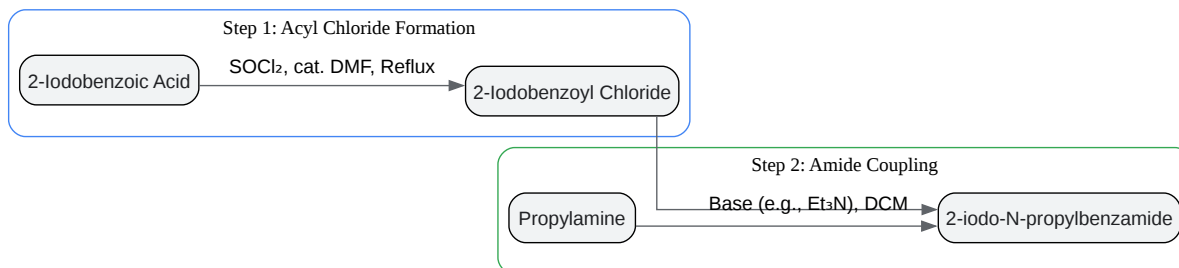 Step 1: Acyl Chloride Formation
2-Iodobenzoic Acid
SOCl₂, cat. DMF, Reflux
2-Iodobenzoyl Chloride
Step 2: Amide Coupling
Propylamine
Base (e.g., Et₃N), DCM
2-iodo-N-propylbenzamide